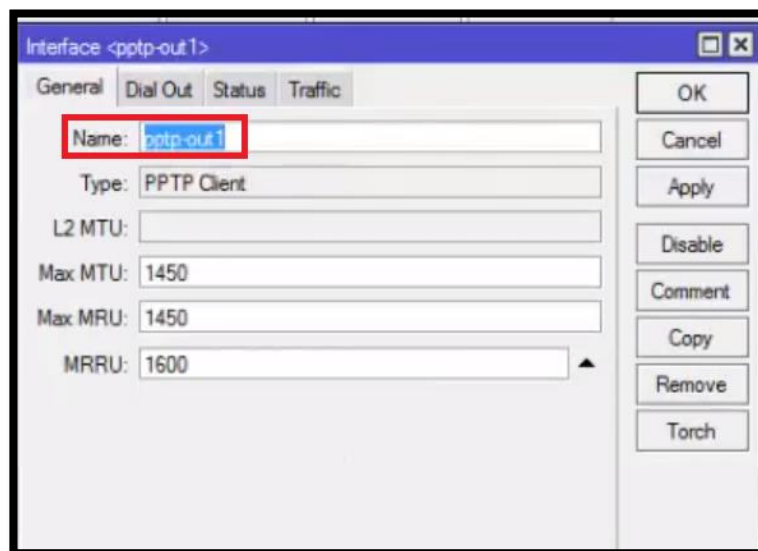 Interface <pptp-out1>
General Dial Out Status Traffic
Name: pptp-out1
Type: PPTP Client
L2 MTU:
Max MTU: 1450
Max MRU: 1450
MRRU: 1600
OK
Cancel
Apply
Disable
Comment
Copy
Remove
Torch